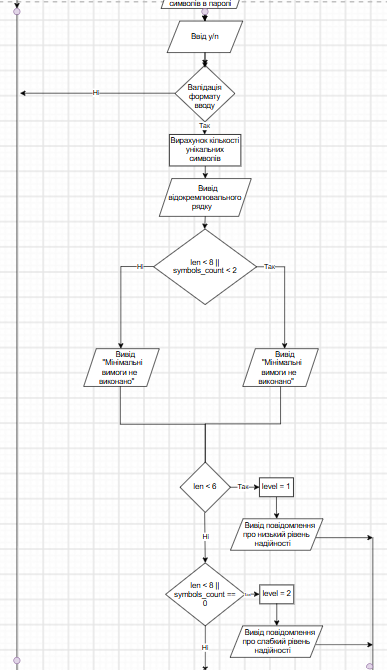 символів в паролі
Ввід y/n
Валідація
формату
вводу
Ні
Так
Вирахунок кількості
унікальних
символів
Вивід
відокремлювального
рядку
len < 8 ||
symbols_count < 2
Ні
Так
Вивід
"Мінімальні
вимоги не
виконано"
Вивід
"Мінімальні
вимоги не
виконано"
len < 6
Так
level = 1
Ні
Вивід повідомлення
про низький рівень
надійності
len < 8 ||
symbols_count ==
0
level = 2
Ні
Вивід повідомлення
про слабкий рівень
надійності